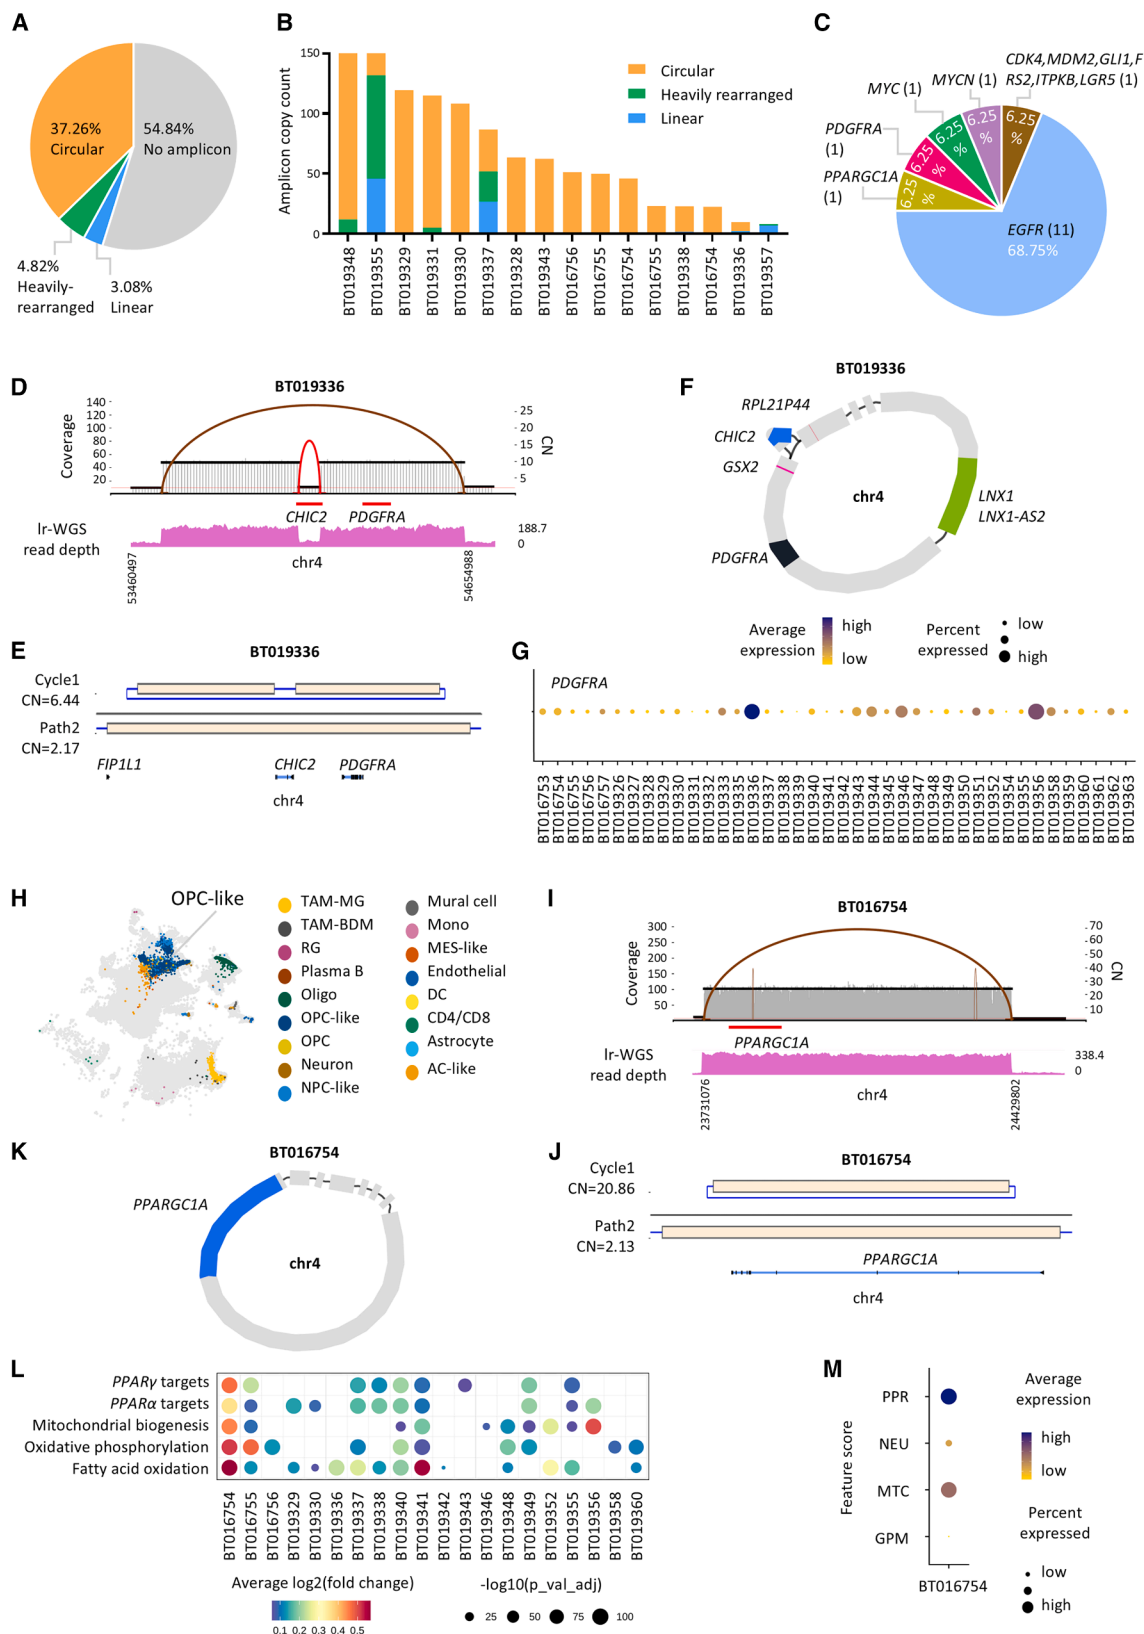 A
37.26%
Circular
54.84%
No amplicon
4.82%
Heavily-
rearranged
3.08%
Linear
B
Amplicon copy count
150
100
50
0
Circular
Heavily rearranged
Linear
BT019348
BT019355
BT019329
BT019331
BT019330
BT019337
BT019328
BT019343
BT016756
BT016755
BT016754
BT016755
BT019338
BT016754
BT019336
BT019357
C
CDK4,MDM2,GLI1,F
RS2,ITPKB,LGR5 (1)
MYCN (1)
MYC (1)
PDGFRA
(1)
PPARGC1A
(1)
6.25
%
6.25
%
6.25
%
6.25
%
6.25
%
EGFR (11)
68.75%
D
BT019336
Coverage
140
120
100
80
60
40
20
25
20
15
10
5
CN
CHIC2
PDGFRA
lr-WGS
read depth
188.7
0
chr4
53460497
54654988
E
BT019336
Cycle1
CN=6.44
Path2
CN=2.17
FIP1L1
CHIC2
PDGFRA
chr4
F
BT019336
RPL21P44
CHIC2
GSX2
chr4
LNX1
LNX1-AS2
PDGFRA
Average
expression
high
low
Percent
expressed
low
high
G
PDGFRA
BT016753
BT016754
BT016755
BT016756
BT016757
BT019326
BT019327
BT019328
BT019329
BT019330
BT019331
BT019332
BT019333
BT019335
BT019336
BT019337
BT019338
BT019339
BT019340
BT019341
BT019342
BT019343
BT019344
BT019345
BT019346
BT019347
BT019348
BT019349
BT019350
BT019351
BT019352
BT019354
BT019355
BT019356
BT019358
BT019359
BT019360
BT019361
BT019362
BT019363
H
OPC-like
TAM-MG
TAM-BDM
RG
Plasma B
Oligo
OPC-like
OPC
Neuron
NPC-like
Mural cell
Mono
MES-like
Endothelial
DC
CD4/CD8
Astrocyte
AC-like
I
BT016754
Coverage
300
250
200
150
100
50
70
60
50
40
30
20
10
CN
PPARGC1A
lr-WGS
read depth
338.4
0
chr4
23731076
24429802
K
BT016754
PPARGC1A
chr4
J
BT016754
Cycle1
CN=20.86
Path2
CN=2.13
PPARGC1A
chr4
L
PPARγ targets
PPARα targets
Mitochondrial biogenesis
Oxidative phosphorylation
Fatty acid oxidation
BT016754
BT016755
BT016756
BT019329
BT019330
BT019336
BT019337
BT019338
BT019340
BT019341
BT019342
BT019343
BT019346
BT019348
BT019349
BT019352
BT019355
BT019356
BT019358
BT019360
Average log2(fold change)
0.1 0.2 0.3 0.4 0.5
-log10(p_val_adj)
25 50 75 100
M
Feature score
PPR
NEU
MTC
GPM
BT016754
Average
expression
high
low
Percent
expressed
low
high